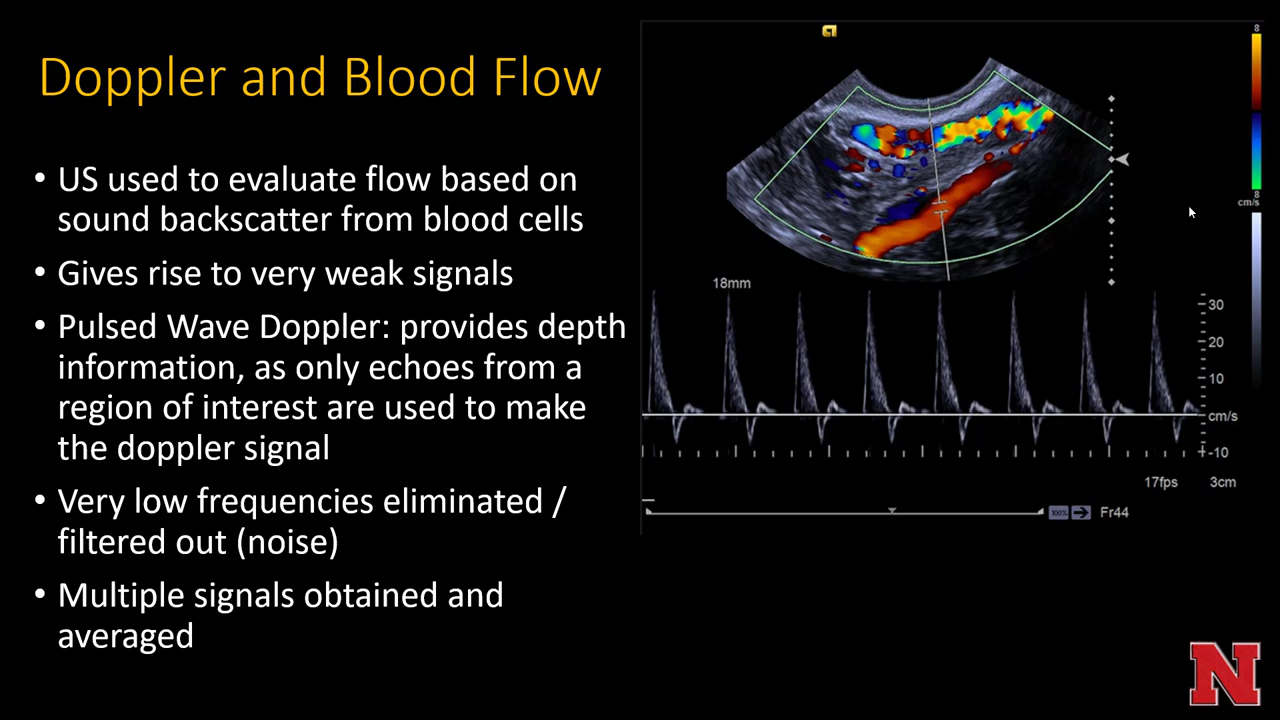 Doppler and Blood Flow
• US used to evaluate flow based on
sound backscatter from blood cells
• Gives rise to very weak signals
• Pulsed Wave Doppler: provides depth
information, as only echoes from a
region of interest are used to make
the doppler signal
• Very low frequencies eliminated /
filtered out (noise)
• Multiple signals obtained and
averaged
8
8
cm/s
18mm
30
20
10
cm/s
-10
17fps 3cm
100% Fr44
N